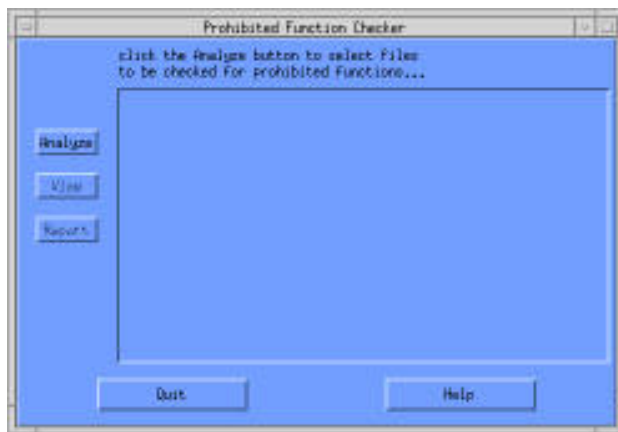 Prohibited Function Checker
click the Analyze button to select files
to be checked for prohibited functions...
Analyze
View
Report
Quit
Help